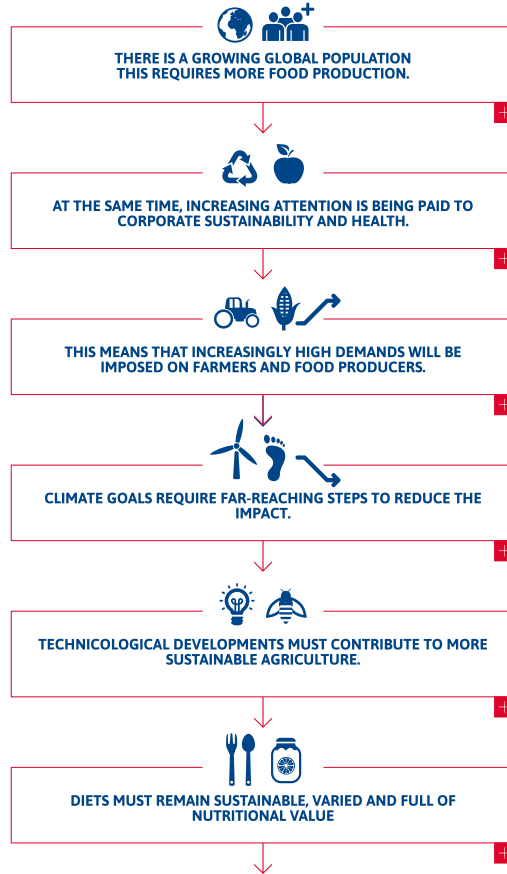 THERE IS A GROWING GLOBAL POPULATION
THIS REQUIRES MORE FOOD PRODUCTION.
AT THE SAME TIME, INCREASING ATTENTION IS BEING PAID TO
CORPORATE SUSTAINABILITY AND HEALTH.
THIS MEANS THAT INCREASINGLY HIGH DEMANDS WILL BE
IMPOSED ON FARMERS AND FOOD PRODUCERS.
CLIMATE GOALS REQUIRE FAR-REACHING STEPS TO REDUCE THE
IMPACT.
TECHNICOLOGICAL DEVELOPMENTS MUST CONTRIBUTE TO MORE
SUSTAINABLE AGRICULTURE.
DIETS MUST REMAIN SUSTAINABLE, VARIED AND FULL OF
NUTRITIONAL VALUE